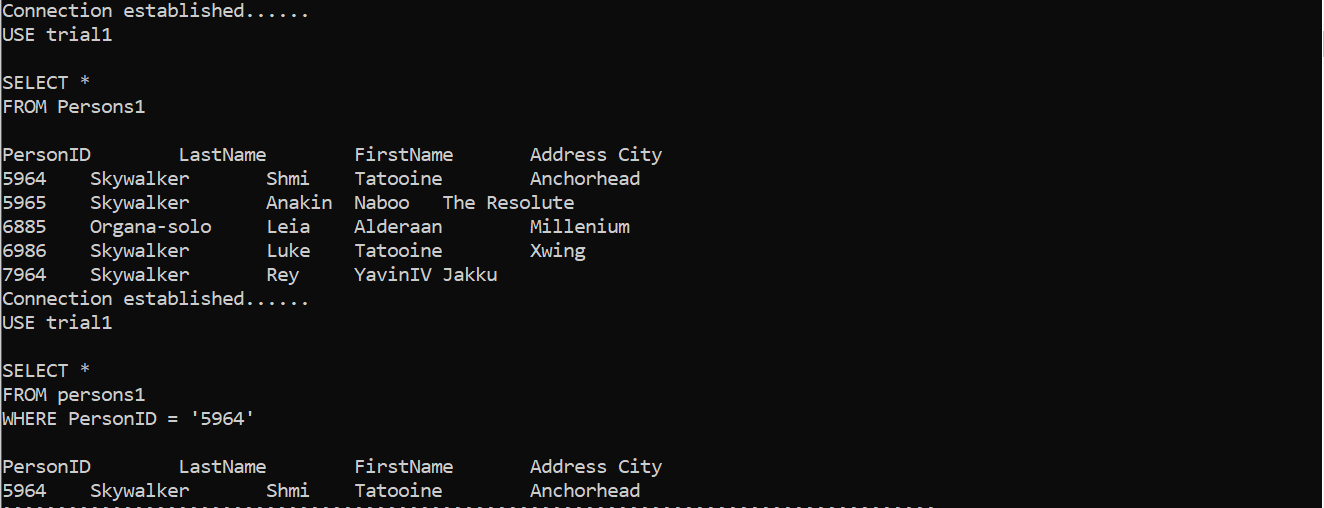 Connection established......
USE trial1
SELECT *
FROM Persons1
PersonID LastName FirstName Address City
5964 Skywalker Shmi Tatooine Anchorhead
5965 Skywalker Anakin Naboo The Resolute
6885 Organa-solo Leia Alderaan Millenium
6986 Skywalker Luke Tatooine Xwing
7964 Skywalker Rey YavinIV Jakku
Connection established......
USE trial1
SELECT *
FROM persons1
WHERE PersonID = '5964'
PersonID LastName FirstName Address City
5964 Skywalker Shmi Tatooine Anchorhead